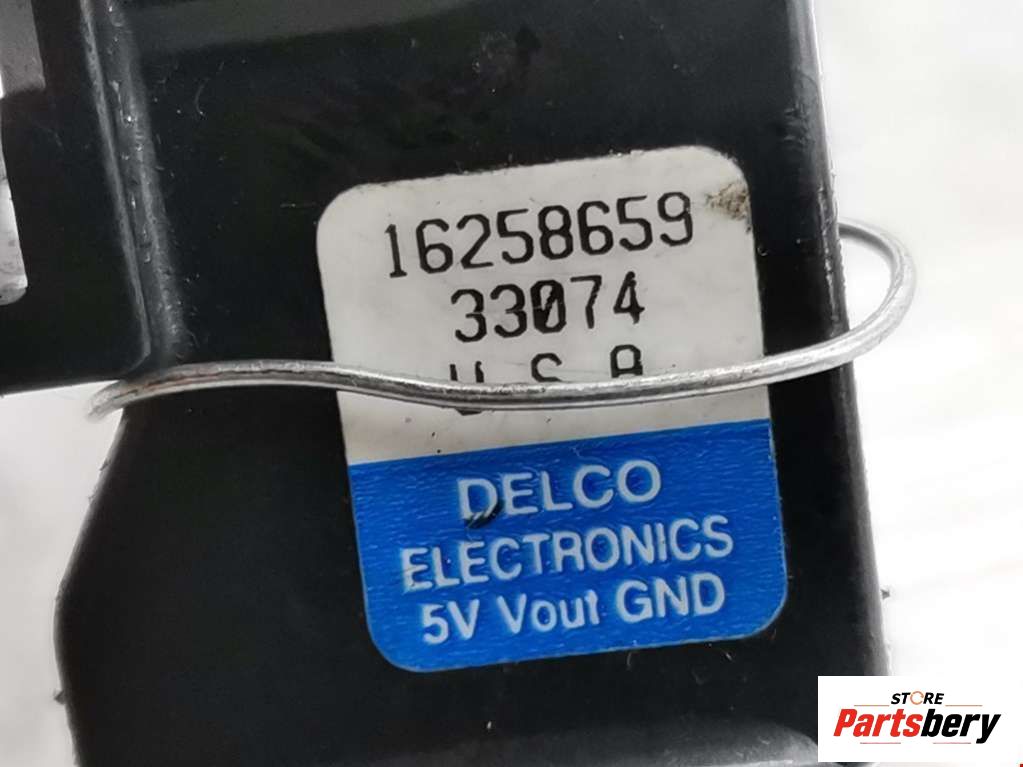 16258659
33074
U S A
DELCO
ELECTRONICS
5V Vout GND
STORE
Partsbery